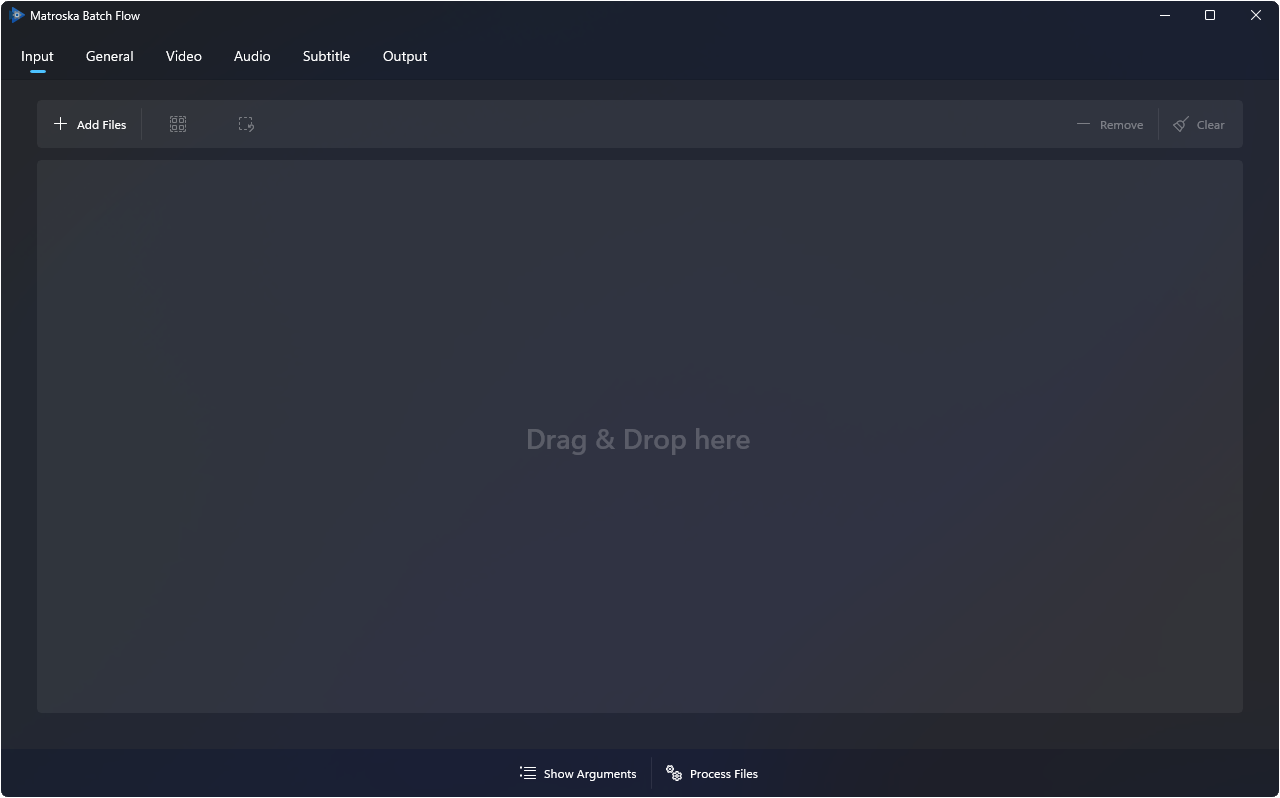 Matroska Batch Flow
Input General Video Audio Subtitle Output
Add Files Remove Clear
Drag & Drop here
Show Arguments Process Files